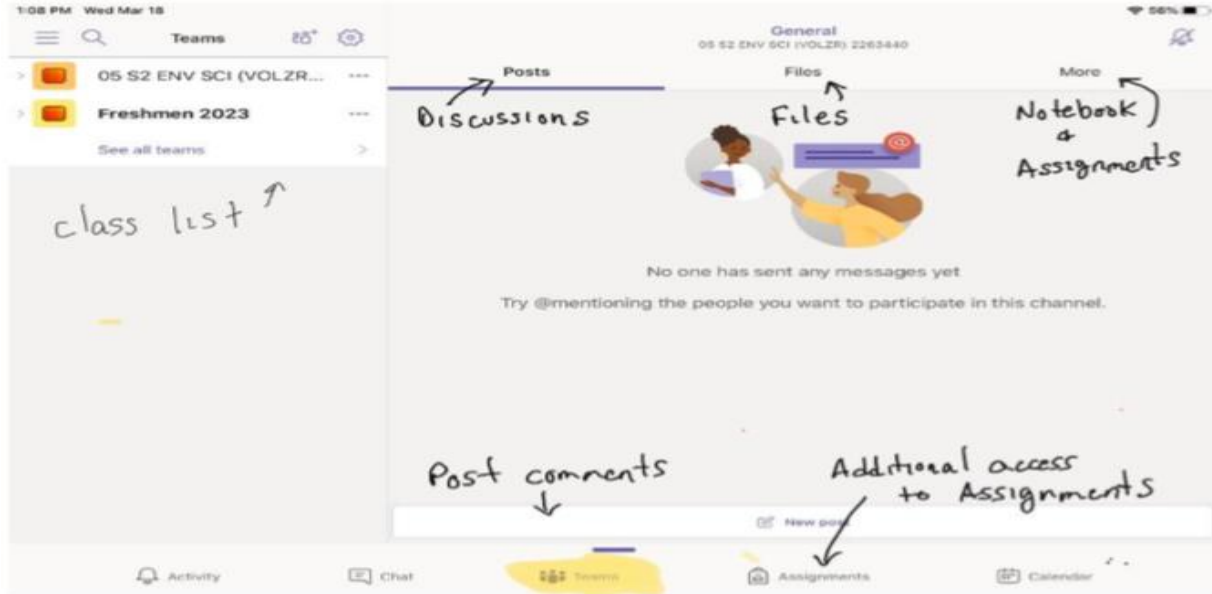 1:08 PM Wed Mar 18
56%
Teams
General
05 S2 ENV SCI (VOLZR) 2263440
05 S2 ENV SCI (VOLZR...
Posts
Files
More
Freshmen 2023
See all teams
Discussions
Files
Notebook
&
Assignments
class list
No one has sent any messages yet
Try @mentioning the people you want to participate in this channel.
Post comments
Additional access
to Assignments
New post
Activity
Chat
Teams
Assignments
Calendar